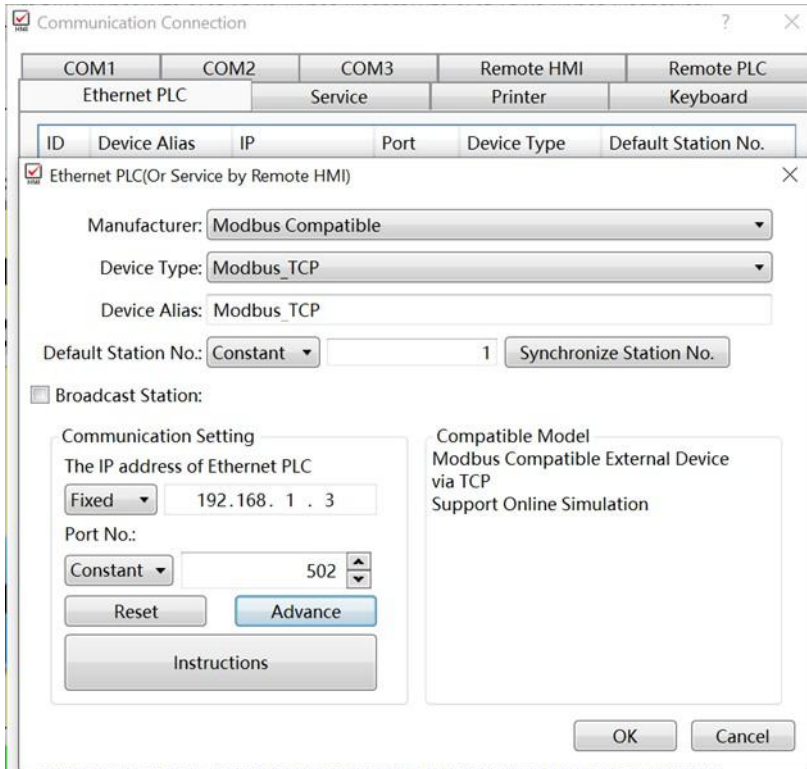 Communication Connection
COM1 COM2 COM3 Remote HMI Remote PLC
Ethernet PLC Service Printer Keyboard
ID Device Alias IP Port Device Type Default Station No.
Ethernet PLC(Or Service by Remote HMI)
Manufacturer: Modbus Compatible
Device Type: Modbus_TCP
Device Alias: Modbus_TCP
Default Station No.: Constant 1 Synchronize Station No.
Broadcast Station:
Communication Setting
The IP address of Ethernet PLC
Fixed 192.168. 1 . 3
Port No.:
Constant 502
Reset Advance
Instructions
Compatible Model
Modbus Compatible External Device
via TCP
Support Online Simulation
OK Cancel